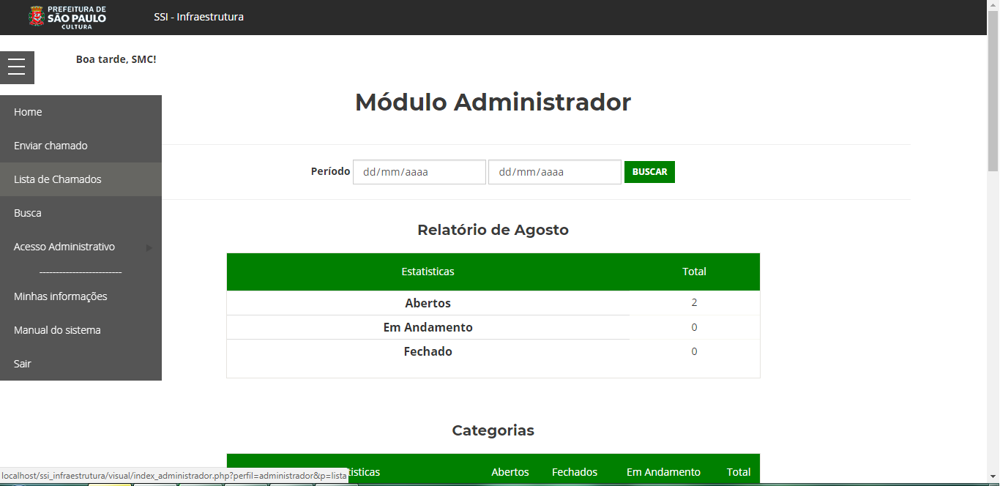 PREFEITURA DE
SÃO PAULO
CULTURA
SSI - Infraestrutura
Boa tarde, SMC!
Módulo Administrador
Home
Enviar chamado
Lista de Chamados
Busca
Acesso Administrativo
--------------------------
Minhas informações
Manual do sistema
Sair
Período dd/mm/aaaa dd/mm/aaaa BUSCAR
Relatório de Agosto
Estatisticas Total
Abertos 2
Em Andamento 0
Fechado 0
Categorias
tisticas Abertos Fechados Em Andamento Total
localhost/ssi_infraestrutura/visual/index_administrador.php?perfil=administrador&p=lista